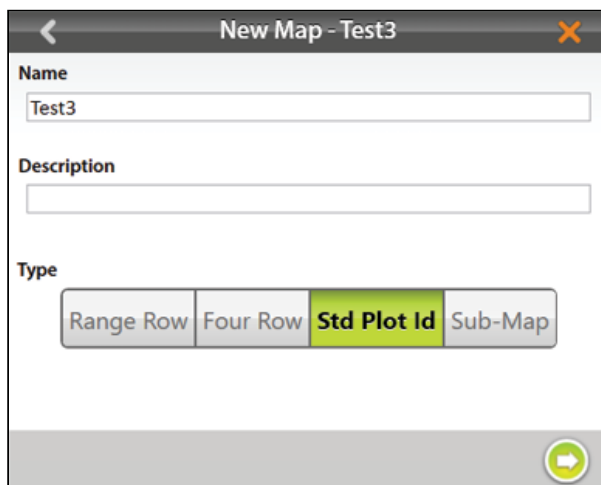 New Map - Test3
Name
Test3
Description
Type
Range Row Four Row Std Plot Id Sub-Map